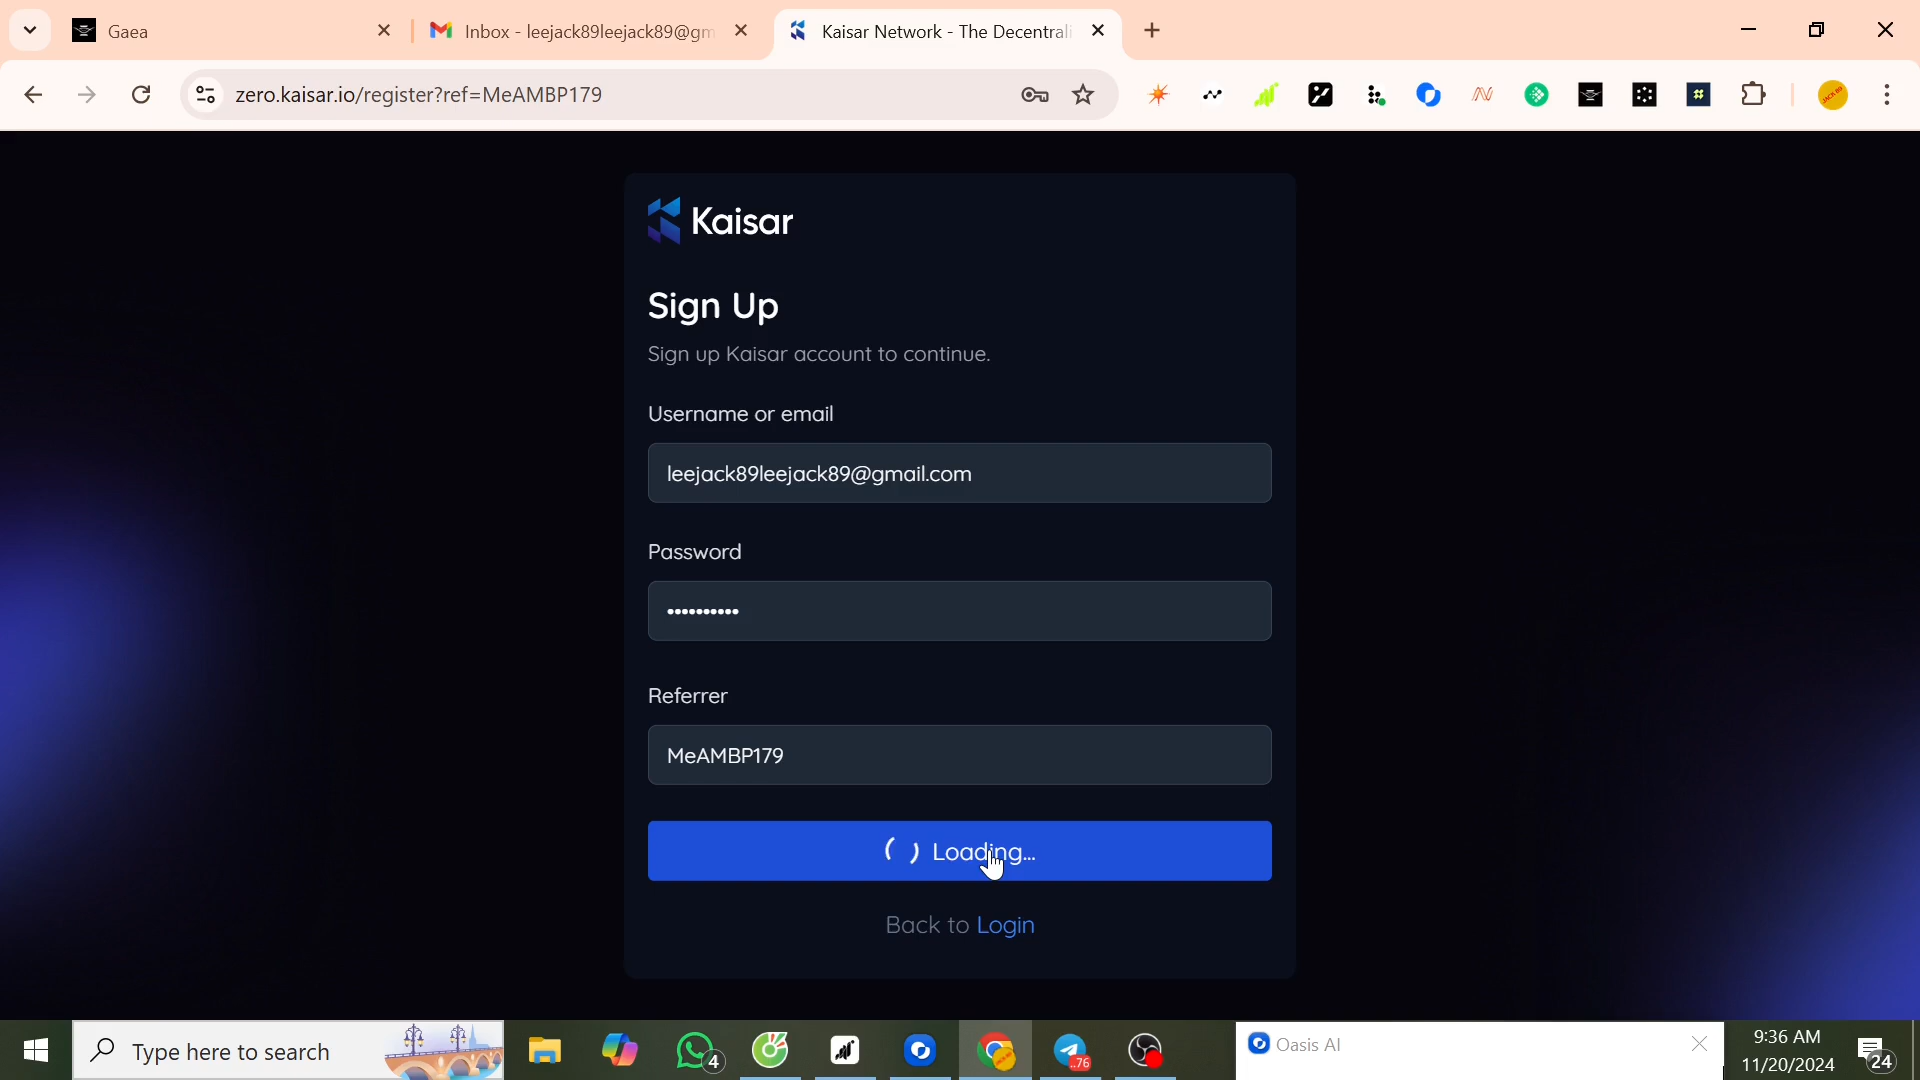 Gaea
Inbox - leejack89leejack89@gm
Kaisar Network - The Decentrali
zero.kaisar.io/register?ref=MeAMBP179
JACK 89
Kaisar
Sign Up
Sign up Kaisar account to continue.
Username or email
leejack89leejack89@gmail.com
Password
••••••••••
Referrer
MeAMBP179
Loading...
Back to Login
Type here to search
4
..76
Oasis AI
9:36 AM
11/20/2024
24